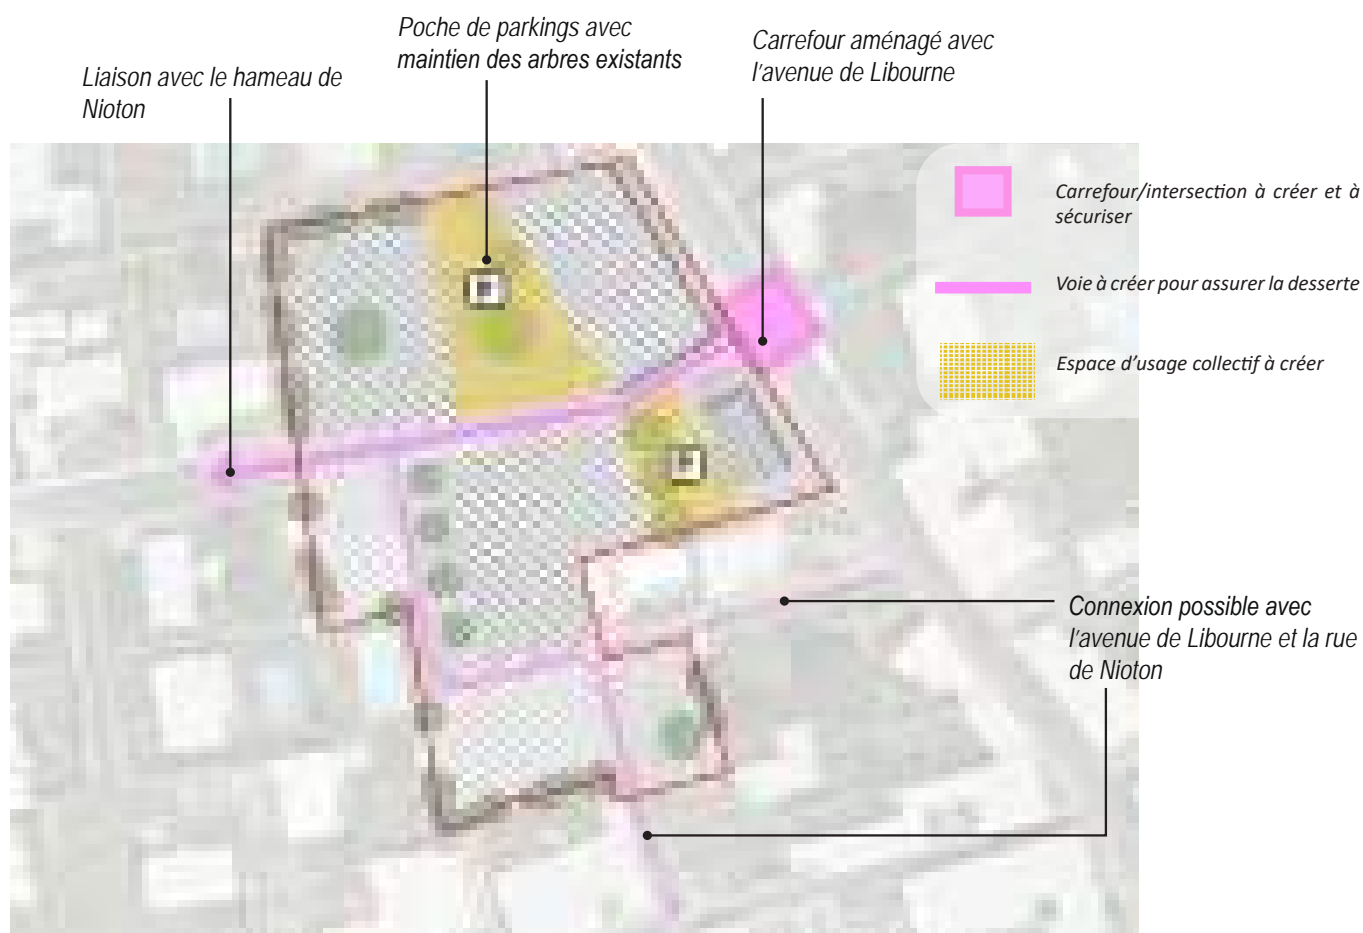 Poche de parkings avec
maintien des arbres existants
Carrefour aménagé avec
l'avenue de Libourne
Liaison avec le hameau de
Nioton
Carrefour/intersection à créer et à
sécuriser
Voie à créer pour assurer la desserte
Espace d'usage collectif à créer
Connexion possible avec
l'avenue de Libourne et la rue
de Nioton